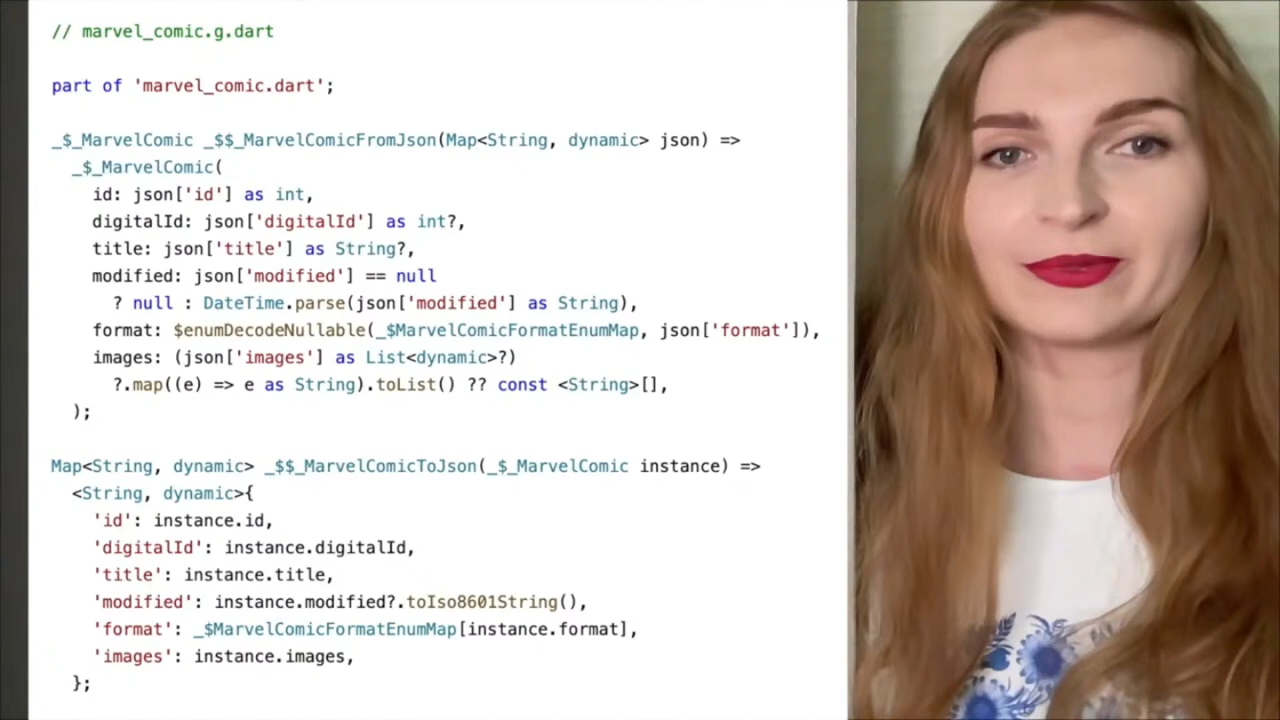 // marvel_comic.g.dart
part of 'marvel_comic.dart';
_$_MarvelComic _$$_MarvelComicFromJson(Map<String, dynamic> json) =>
_$_MarvelComic(
id: json['id'] as int,
digitalId: json['digitalId'] as int?,
title: json['title'] as String?,
modified: json['modified'] == null
? null : DateTime.parse(json['modified'] as String),
format: $enumDecodeNullable(_$MarvelComicFormatEnumMap, json['format']),
images: (json['images'] as List<dynamic>?)
?.map((e) => e as String).toList() ?? const <String>[],
);
Map<String, dynamic> _$$_MarvelComicToJson(_$_MarvelComic instance) =>
<String, dynamic>{
'id': instance.id,
'digitalId': instance.digitalId,
'title': instance.title,
'modified': instance.modified?.toIso8601String(),
'format': _$MarvelComicFormatEnumMap[instance.format],
'images': instance.images,
};